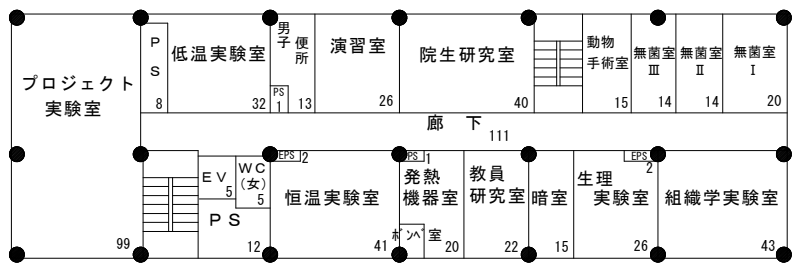 プロジェクト
実験室
99
P
S
8
低温実験室
32
男
子
便
所
PS
1
13
演習室
26
院生研究室
40
動物
手術室
15
無菌室
Ⅲ
14
無菌室
Ⅱ
14
無菌室
Ⅰ
20
廊 下
111
EV
5
WC
(女)
5
PS
12
EPS
2
恒温実験室
41
PS
1
発熱
機器室
ボンベ室
20
教員
研究室
22
暗室
15
EPS
2
生理
実験室
26
組織学実験室
43